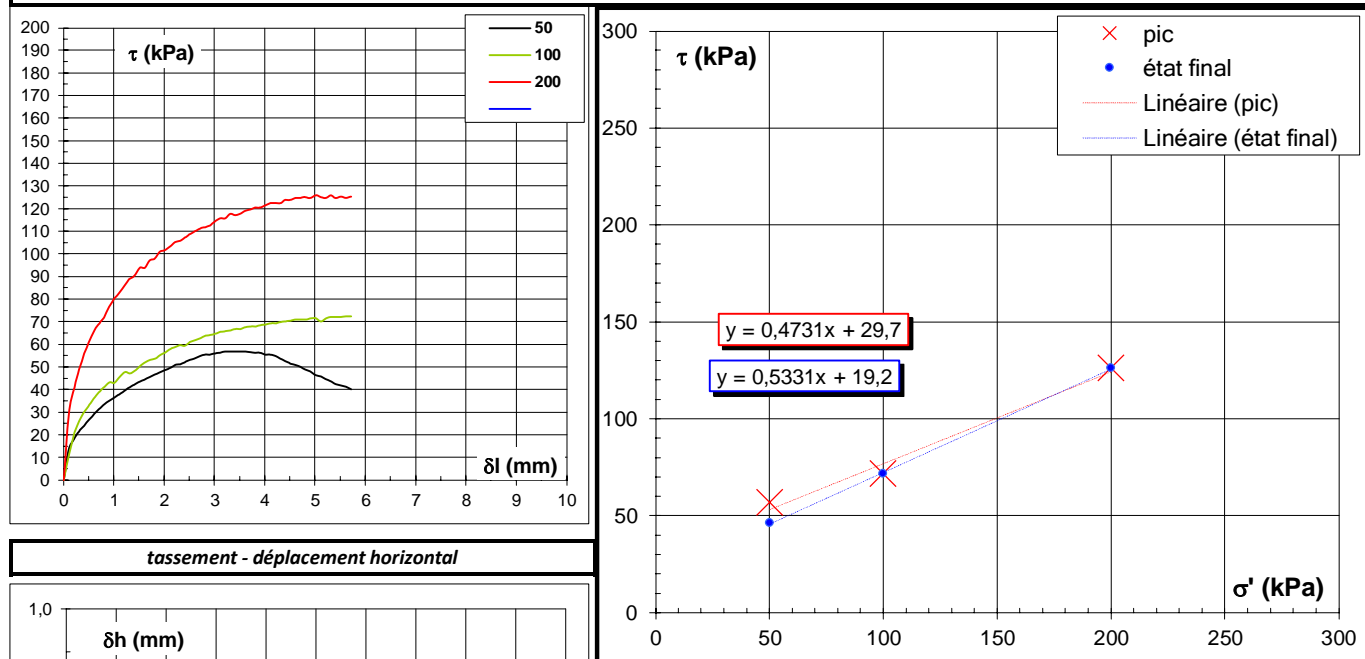 200
190
180
170
160
150
140
130
120
110
100
90
80
70
60
50
40
30
20
10
0
τ (kPa)
50
100
200
δl (mm)
0 1 2 3 4 5 6 7 8 9 10
tassement - déplacement horizontal
1,0
δh (mm)
300
250
200
150
100
50
0
τ (kPa)
pic
état final
Linéaire (pic)
Linéaire (état final)
y = 0,4731x + 29,7
y = 0,5331x + 19,2
σ' (kPa)
0 50 100 150 200 250 300